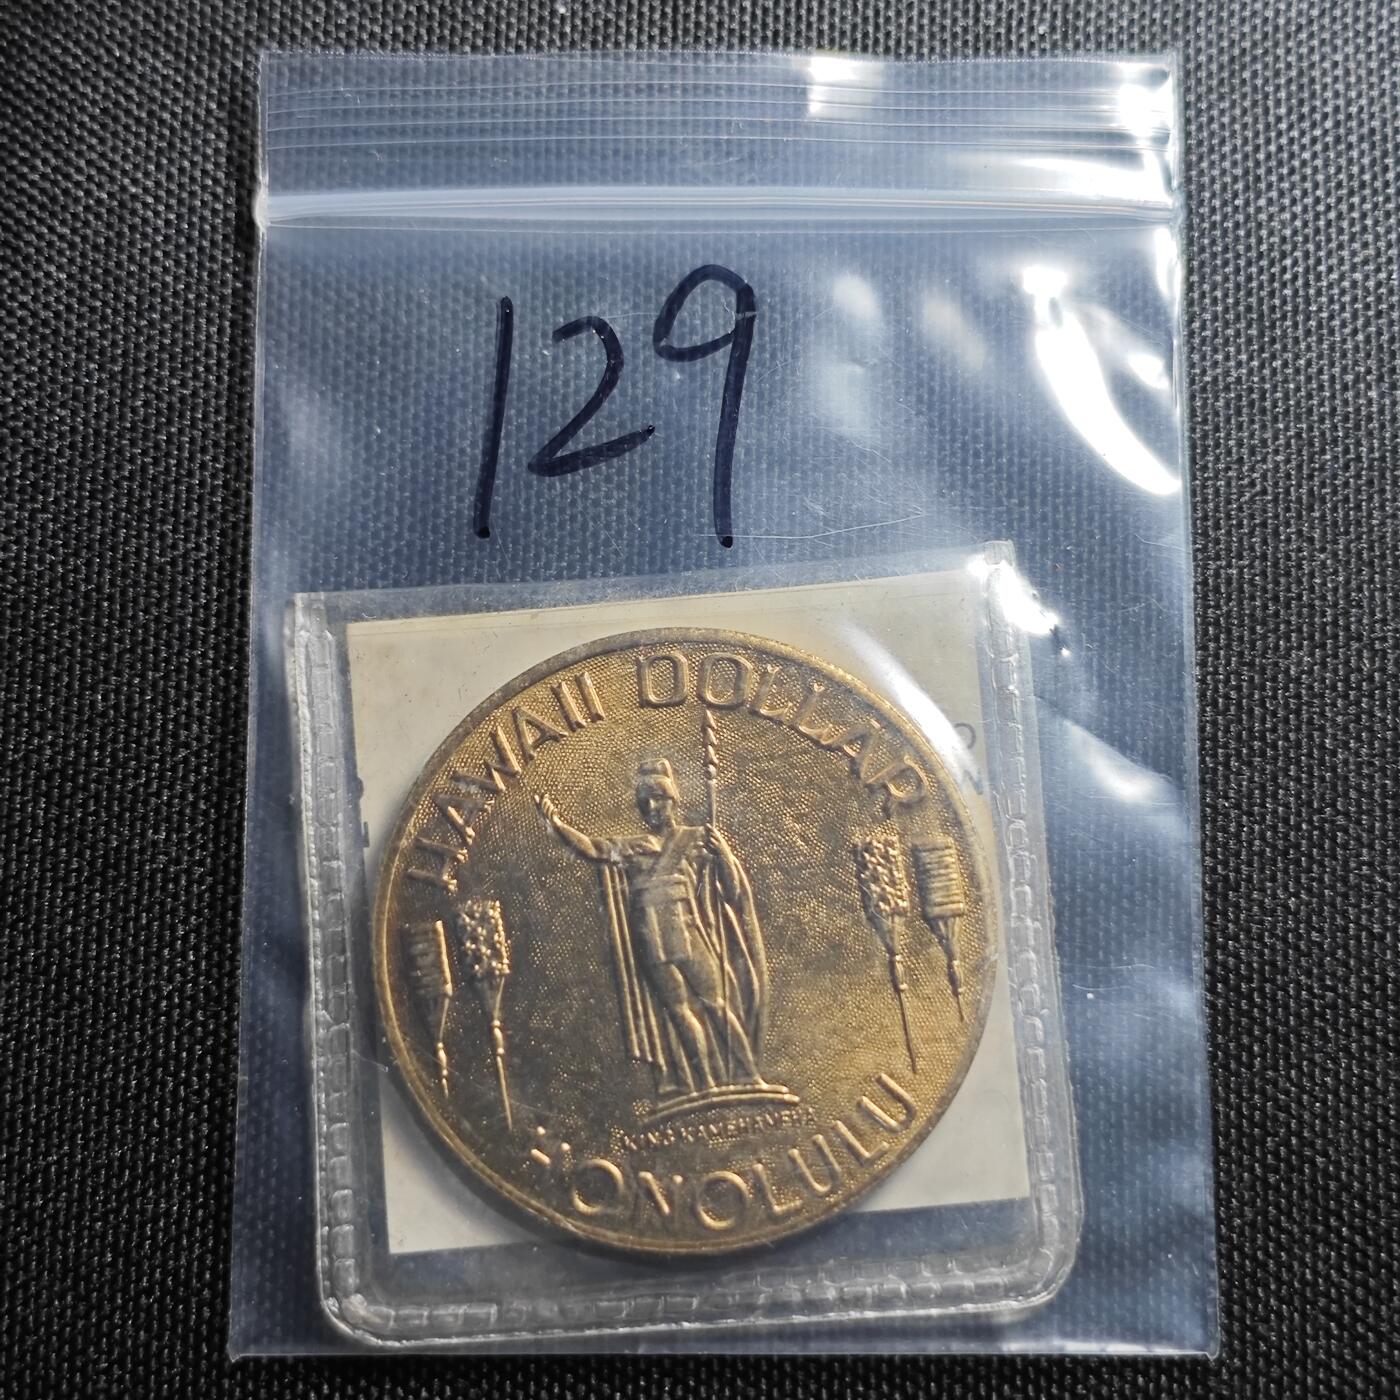 129
HAWAII DOLLAR
KING KAMEHAMEHA
HONOLULU